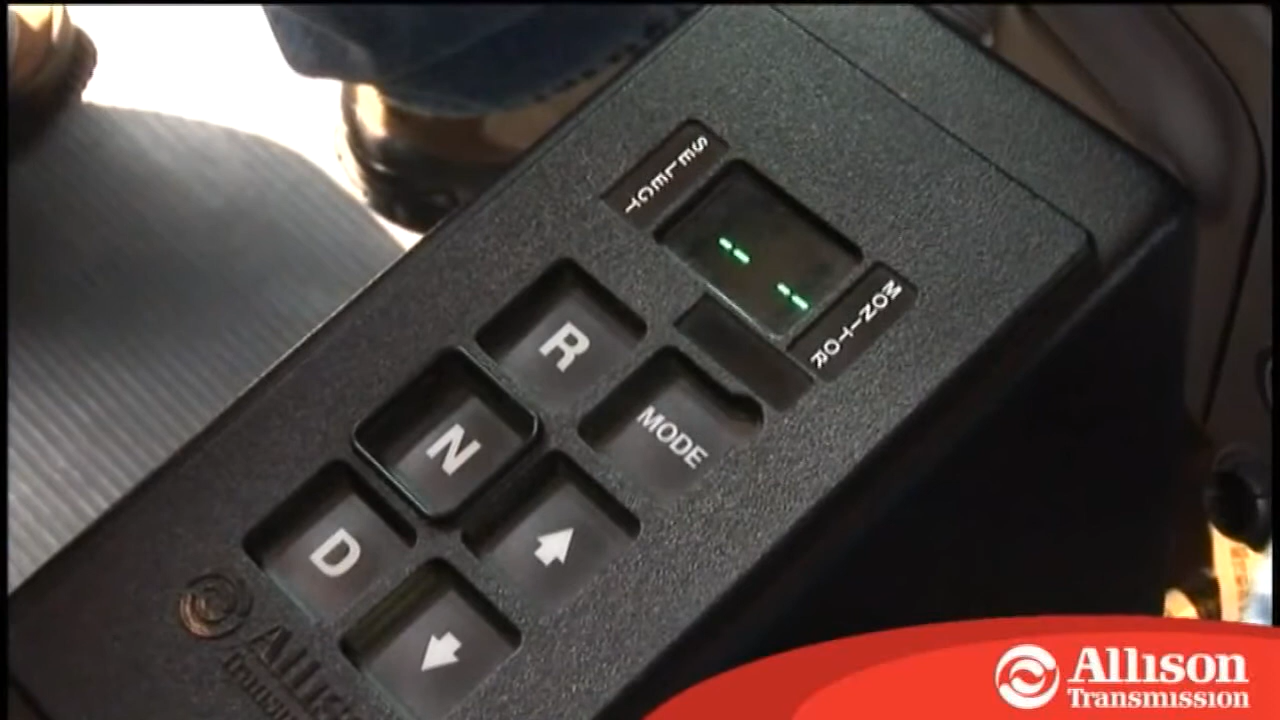 SELECT
-- --
MONITOR
R
MODE
N
D
Allison
Transmission